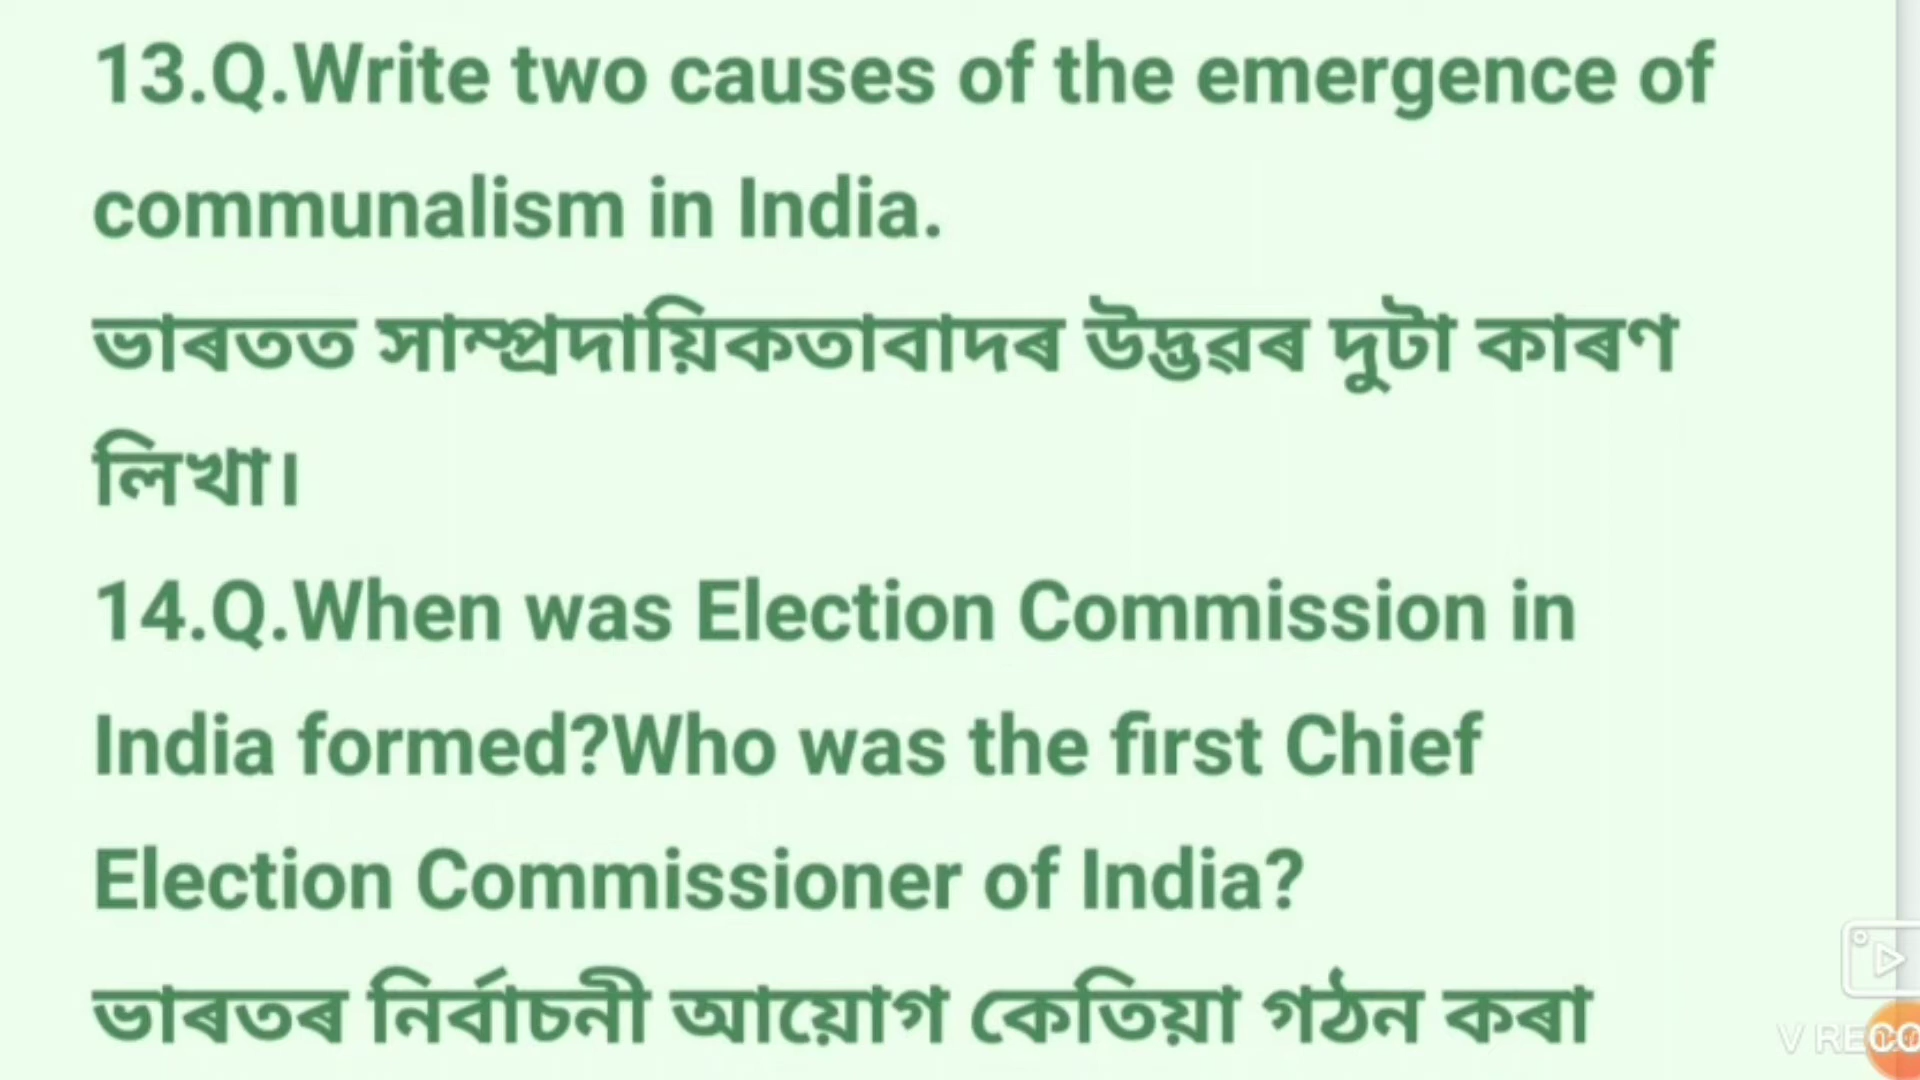 13.Q.Write two causes of the emergence of
communalism in India.
ভাৰতত সাম্প্ৰদায়িকতাবাদৰ উদ্ভৱৰ দুটা কাৰণ
লিখা।
14.Q.When was Election Commission in
India formed?Who was the first Chief
Election Commissioner of India?
ভাৰতৰ নিৰ্বাচনী আয়োগ কেতিয়া গঠন কৰা
V RECO